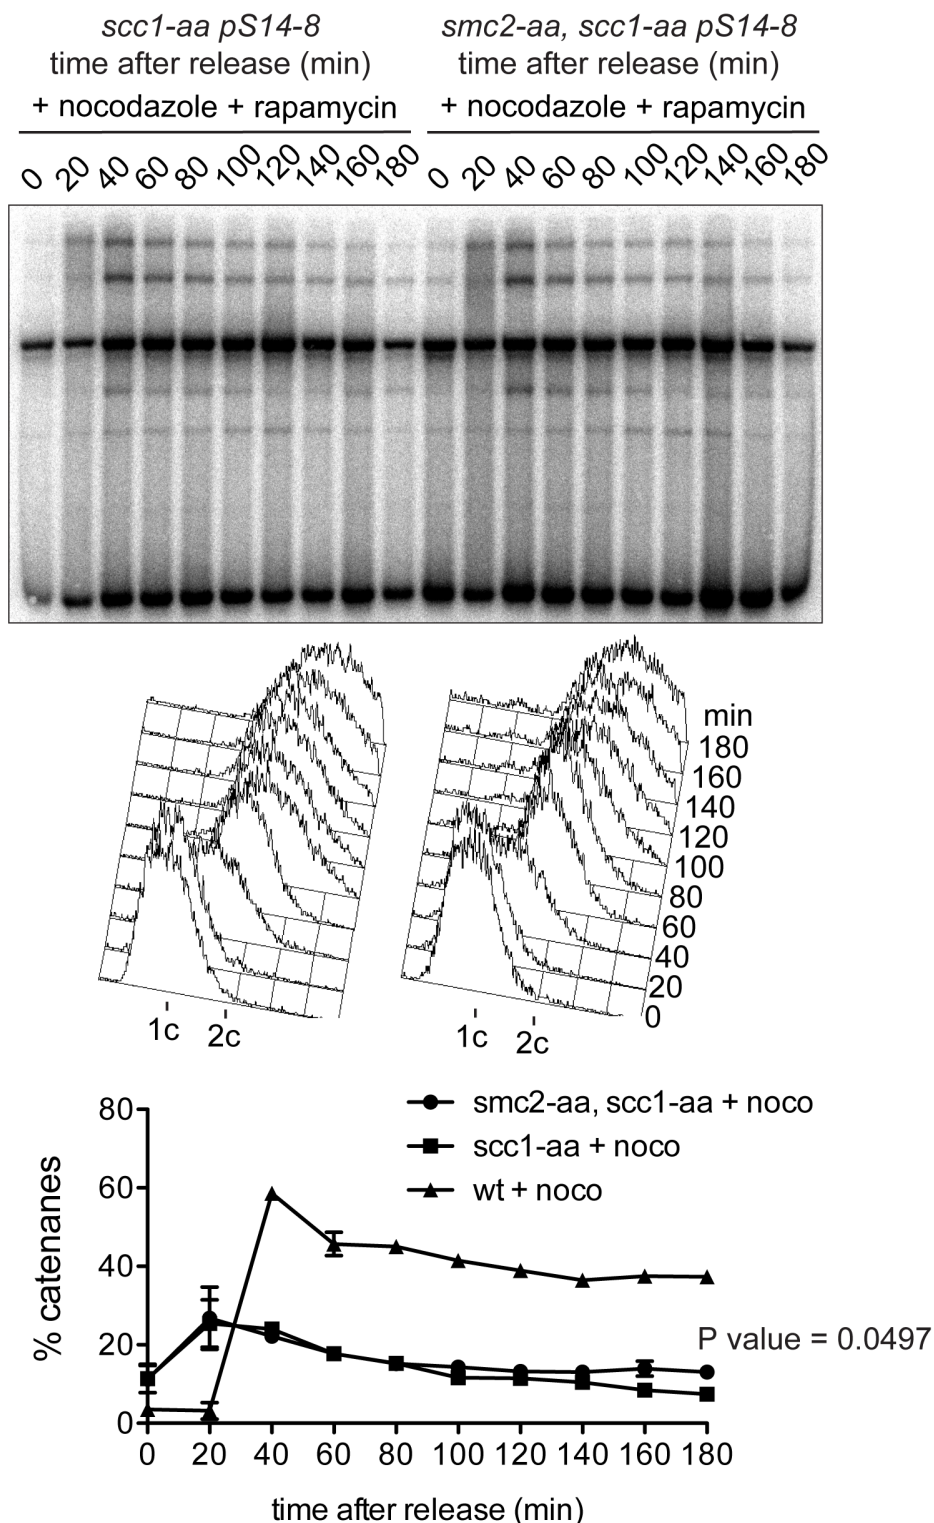 scc1-aa pS14-8 smc2-aa, scc1-aa pS14-8
time after release (min) time after release (min)
+ nocodazole + rapamycin + nocodazole + rapamycin
0 20 40 60 80 100 120 140 160 180 0 20 40 60 80 100 120 140 160 180
min
180
160
140
120
100
80
60
40
20
0
1c 2c 1c 2c
80
60
40
20
0
% catenanes
smc2-aa, scc1-aa + noco
scc1-aa + noco
wt + noco
P value = 0.0497
0 20 40 60 80 100 120 140 160 180
time after release (min)